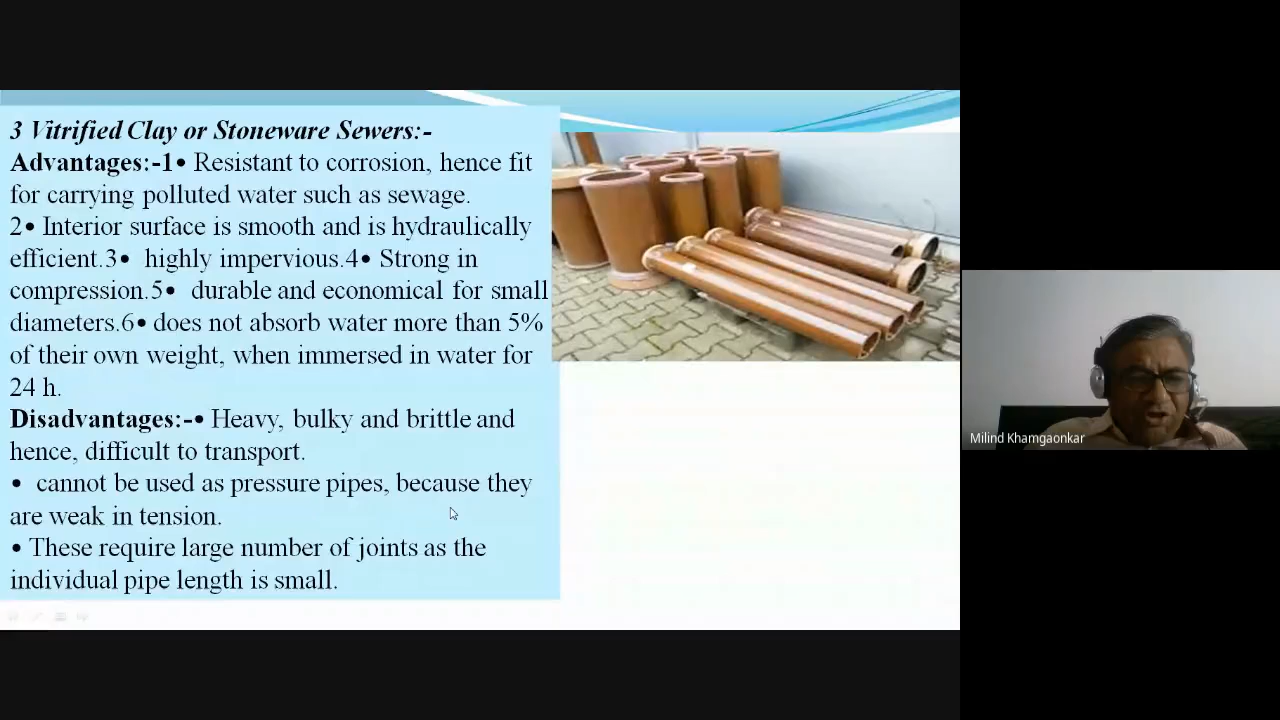 3 Vitrified Clay or Stoneware Sewers:-
Advantages:-1• Resistant to corrosion, hence fit
for carrying polluted water such as sewage.
2• Interior surface is smooth and is hydraulically
efficient.3• highly impervious.4• Strong in
compression.5• durable and economical for small
diameters.6• does not absorb water more than 5%
of their own weight, when immersed in water for
24 h.
Disadvantages:-• Heavy, bulky and brittle and
hence, difficult to transport.
• cannot be used as pressure pipes, because they
are weak in tension.
• These require large number of joints as the
individual pipe length is small.
Milind Khamgaonkar